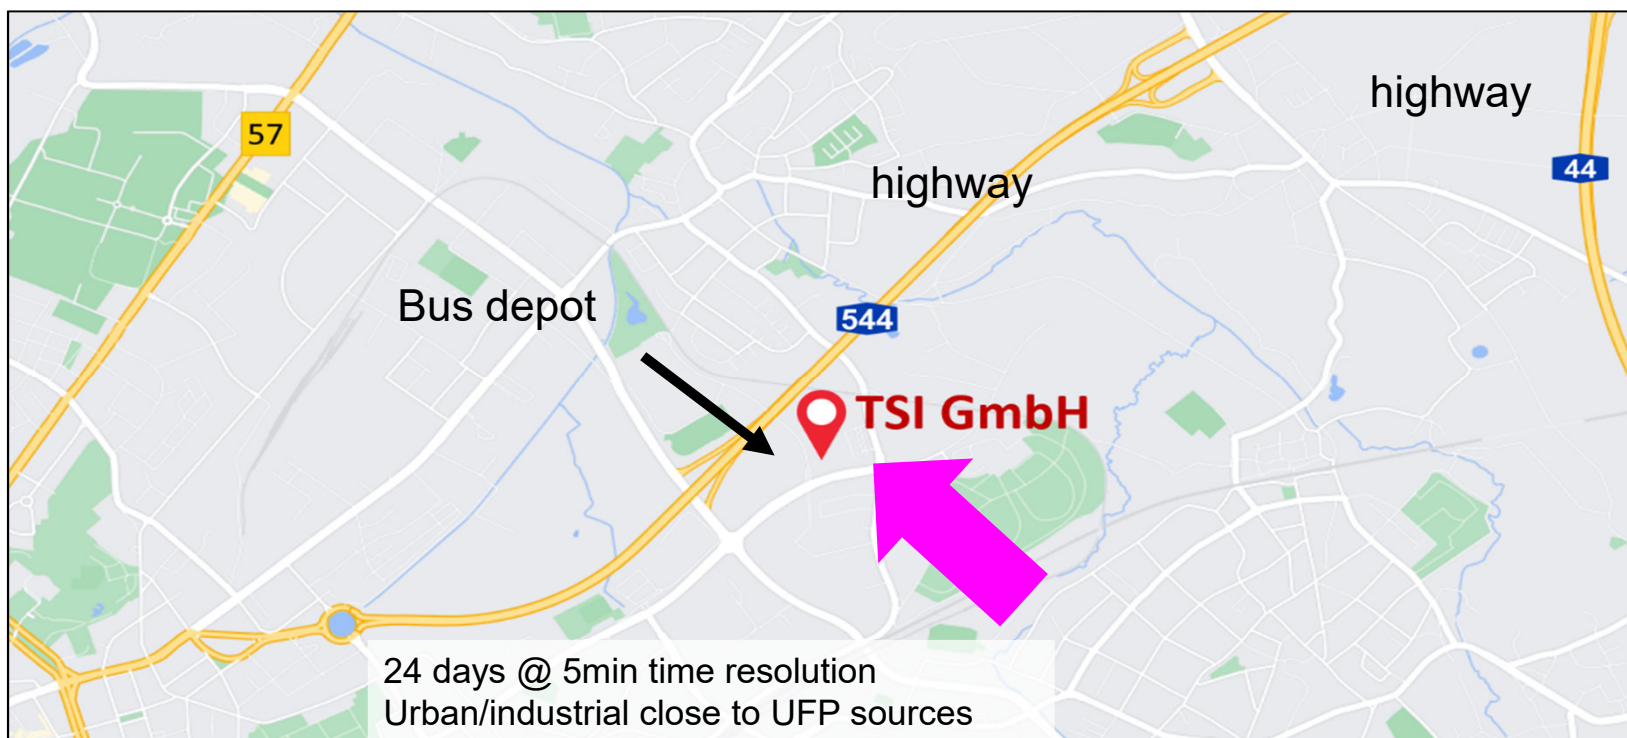 highway
57
44
highway
Bus depot
544
TSI GmbH
24 days @ 5min time resolution
Urban/industrial close to UFP sources